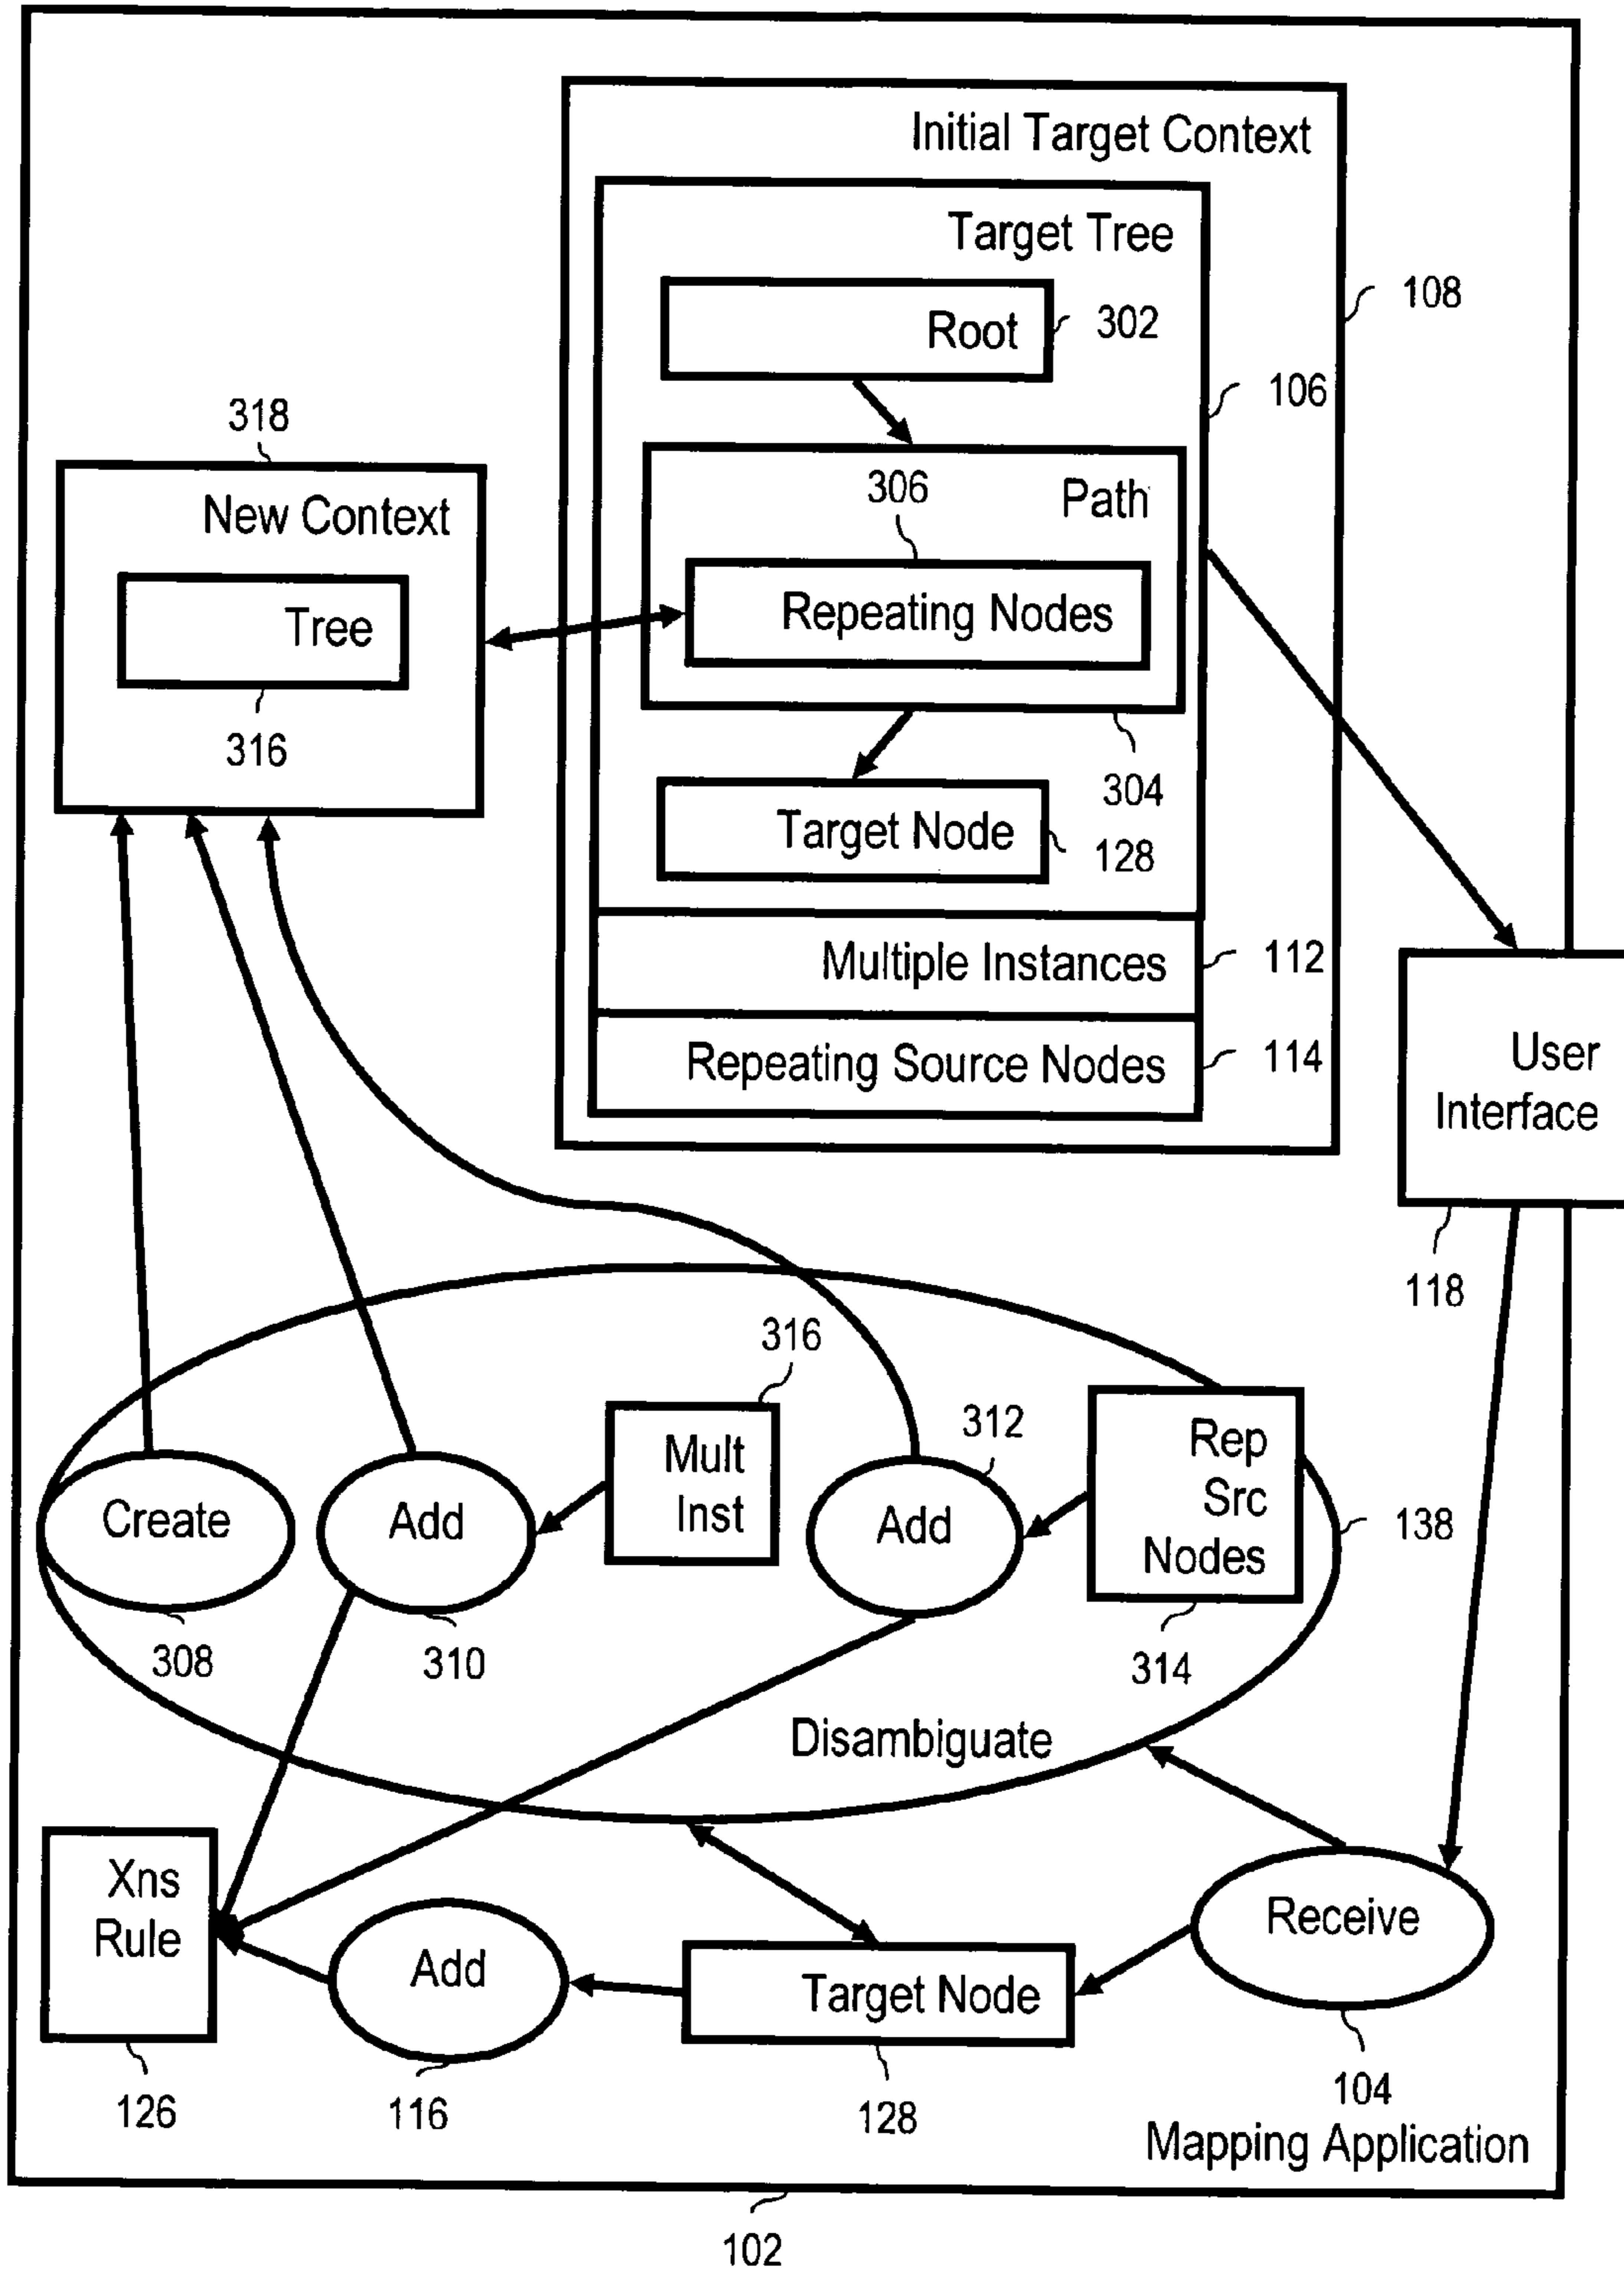 Initial Target Context
Target Tree
108
Root
302
106
318
306
Path
New Context
Repeating Nodes
Tree
316
304
Target Node
128
Multiple Instances
112
Repeating Source Nodes
114
User
Interface
118
316
312
Mult
Inst
Rep
Src
Nodes
Create
Add
Add
138
308
310
314
Disambiguate
Xns
Rule
Add
Target Node
Receive
126
116
128
104
Mapping Application
102